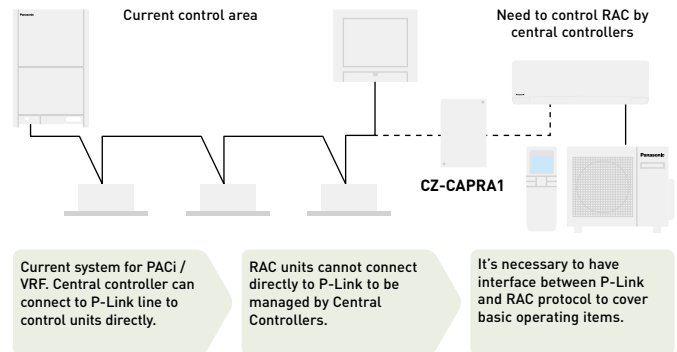 Panasonic
Current control area
Need to control RAC by
central controllers
CZ-CAPRA1
Panasonic
Current system for PACi /
VRF. Central controller can
connect to P-Link line to
control units directly.
RAC units cannot connect
directly to P-Link to be
managed by Central
Controllers.
It's necessary to have
interface between P-Link
and RAC protocol to cover
basic operating items.